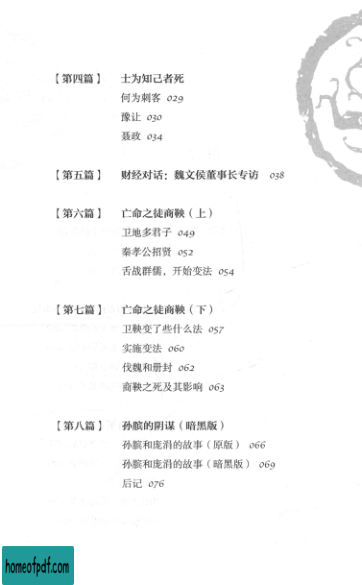 【第四篇】 士为知己者死
何为刺客 029
豫让 030
聂政 034
【第五篇】 财经对话：魏文侯董事长专访 038
【第六篇】 亡命之徒商鞅（上）
卫地多君子 049
秦孝公招贤 052
舌战群儒，开始变法 054
【第七篇】 亡命之徒商鞅（下）
卫鞅变了些什么法 057
实施变法 060
伐魏和册封 062
商鞅之死及其影响 063
【第八篇】 孙膑的阴谋（暗黑版）
孙膑和庞涓的故事（原版） 066
孙膑和庞涓的故事（暗黑版） 069
后记 076
homeofpdf.com